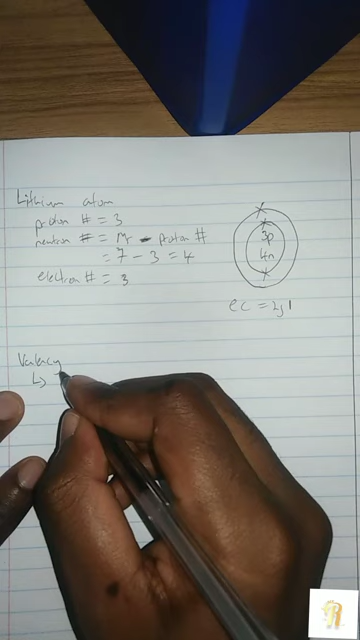 Lithium atom
proton # = 3
neutron # = Mr - proton #
= 7 - 3 = 4
electron # = 3
3p
4n
ec = 2,1
Valency
↳